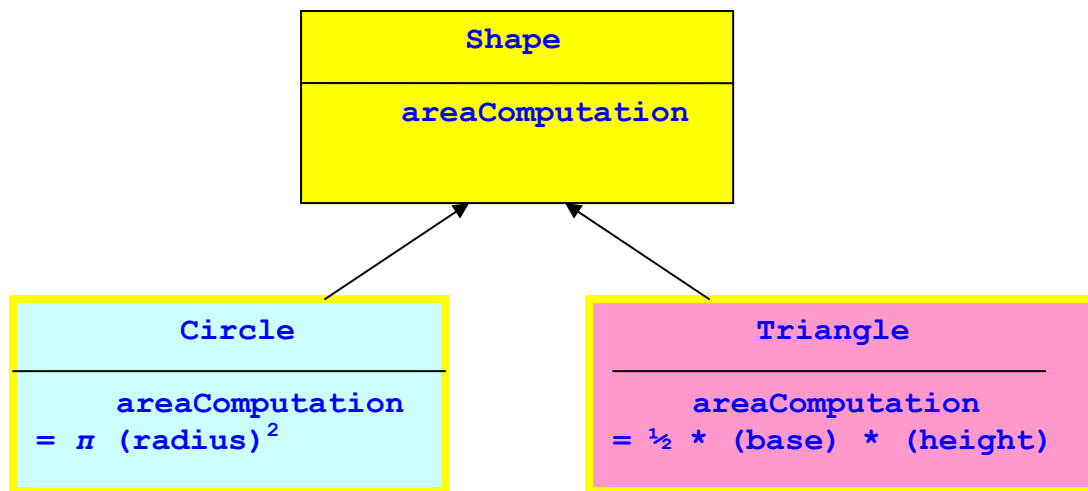 Shape
areaComputation
Circle
areaComputation
= π (radius)²
Triangle
areaComputation
= ½ * (base) * (height)